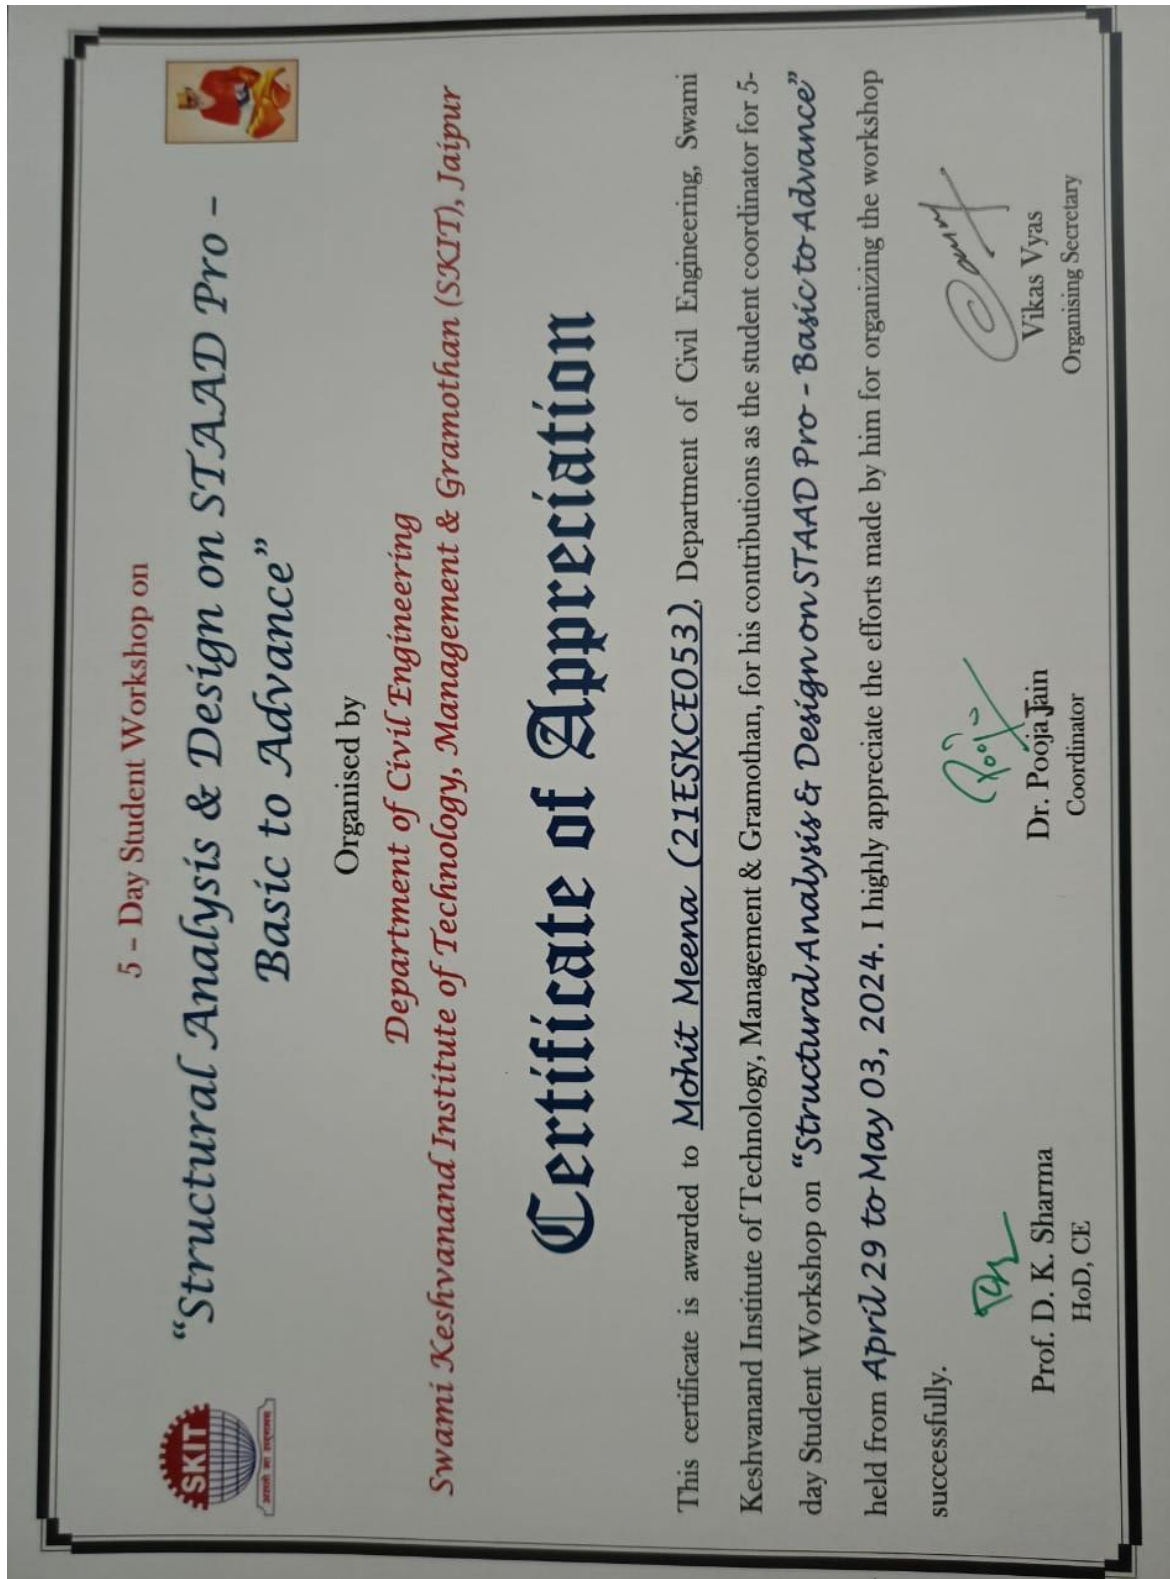 5 – Day Student Workshop on
“Structural Analysis & Design on STAAD Pro –
Basic to Advance”
Organised by
Department of Civil Engineering
Swami Keshvanand Institute of Technology, Management & Gramothan (SKIT), Jaipur
SKIT
Certificate of Appreciation
This certificate is awarded to Mohit Meena (21ESKCE053), Department of Civil Engineering, Swami
Keshvanand Institute of Technology, Management & Gramothan, for his contributions as the student coordinator for 5-
day Student Workshop on “Structural Analysis & Design on STAAD Pro - Basic to Advance”
held from April 29 to May 03, 2024. I highly appreciate the efforts made by him for organizing the workshop
successfully.
Prof. D. K. Sharma
HoD, CE
Dr. Pooja Jain
Coordinator
Vikas Vyas
Organising Secretary